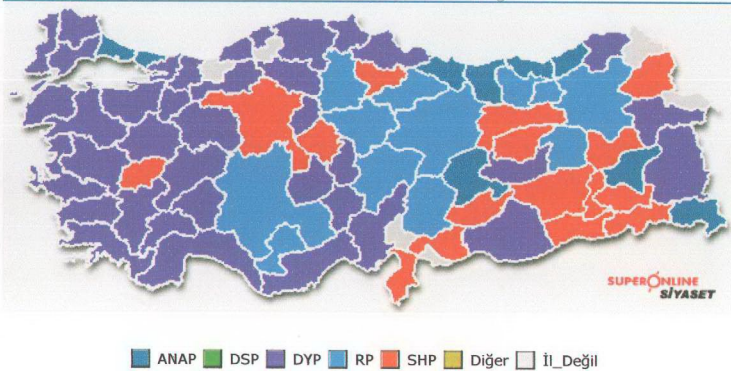 SUPERONLINE
SİYASET
ANAP DSP DYP RP SHP Diğer İl_Değil